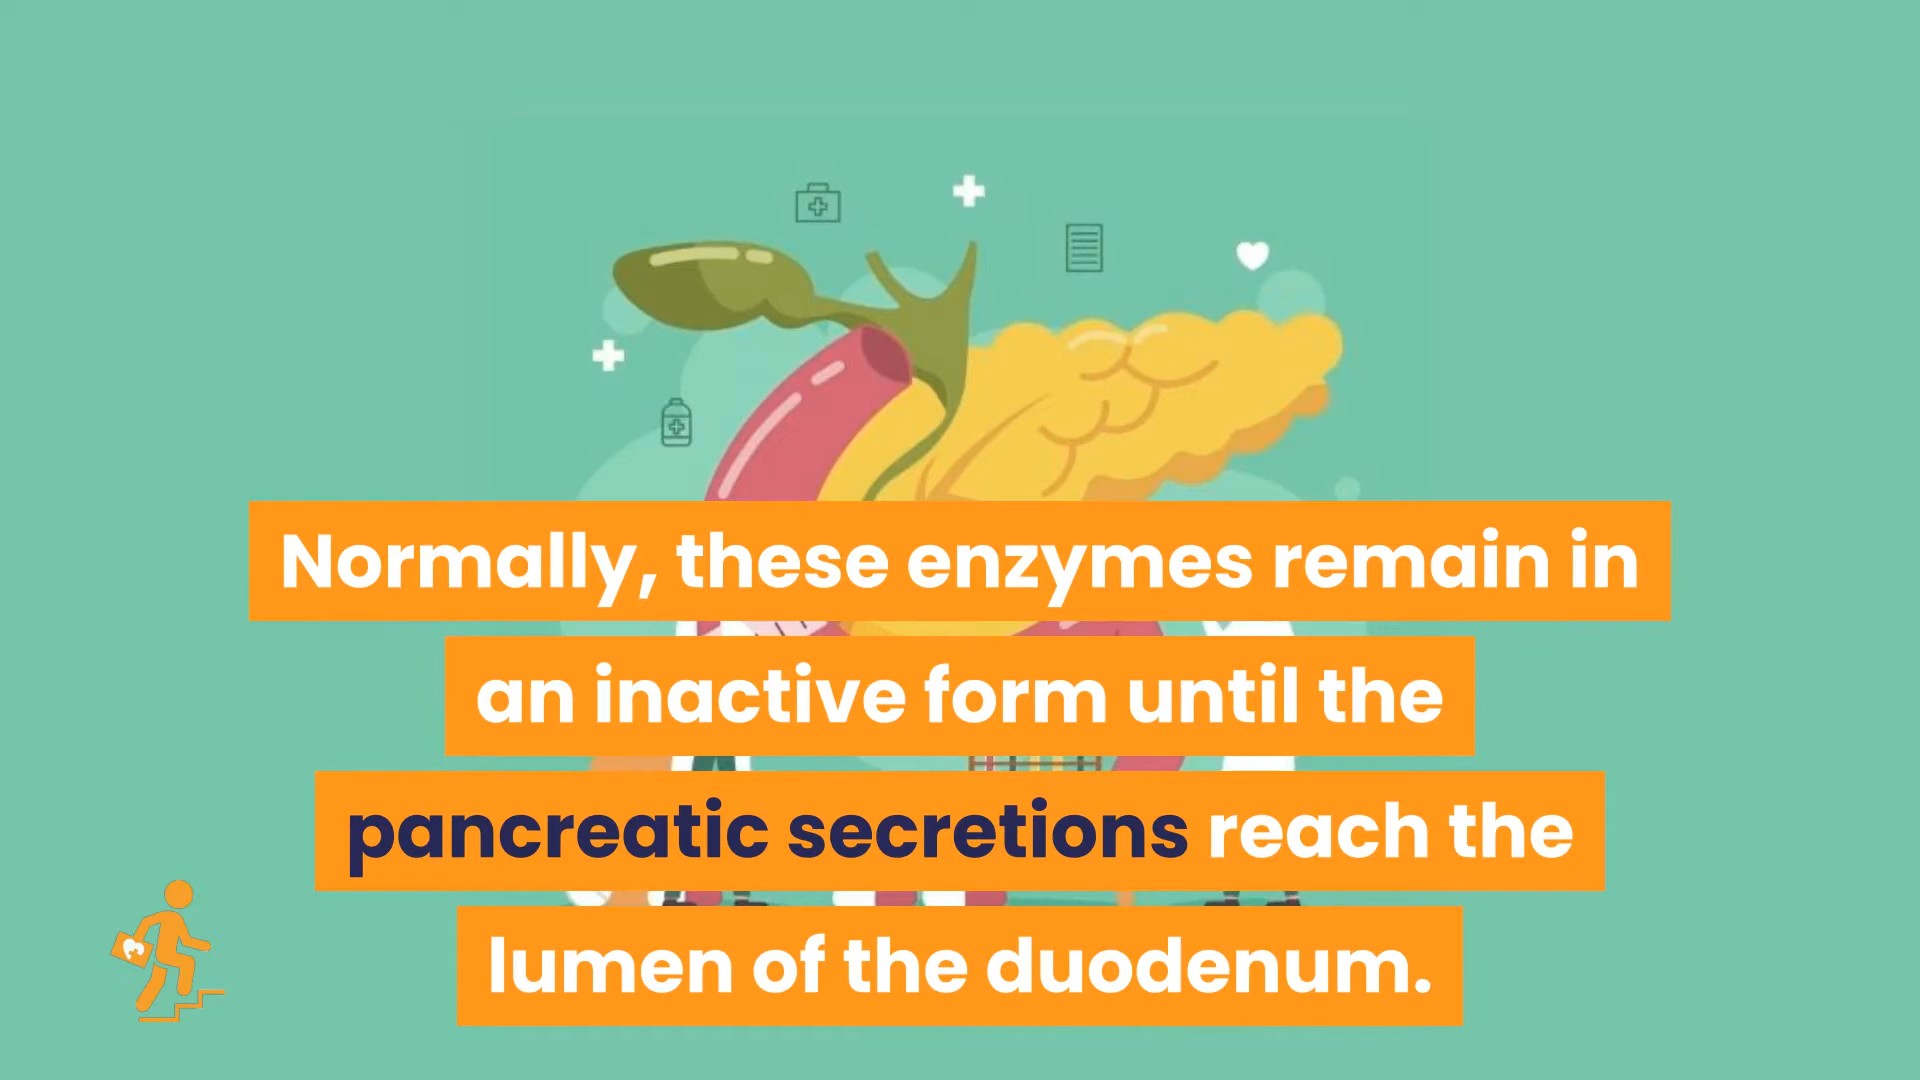 Normally, these enzymes remain in
an inactive form until the
pancreatic secretions reach the
lumen of the duodenum.